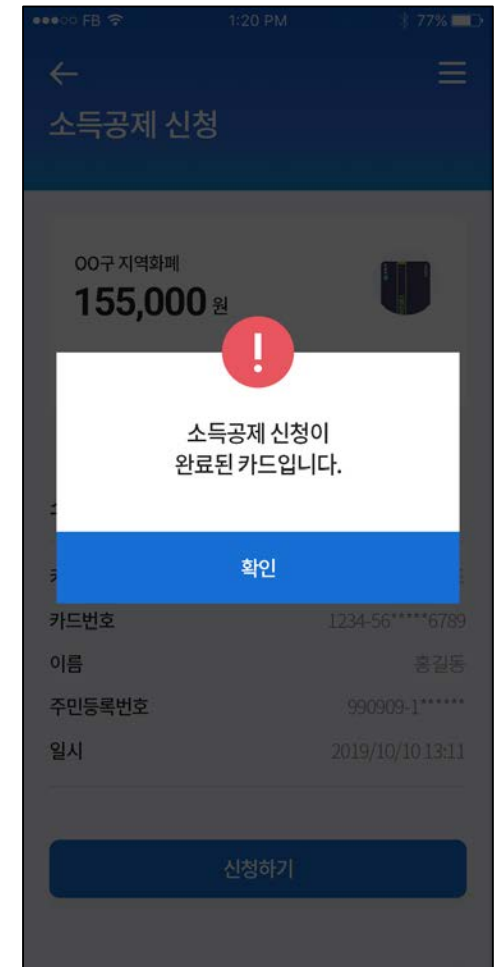 FB 1:20 PM 77%
소득공제 신청
OO구 지역화폐
155,000 원
!
소득공제 신청이
완료된 카드입니다.
확인
카드번호 1234-56*****6789
이름 홍길동
주민등록번호 990909-1******
일시 2019/10/10 13:11
신청하기